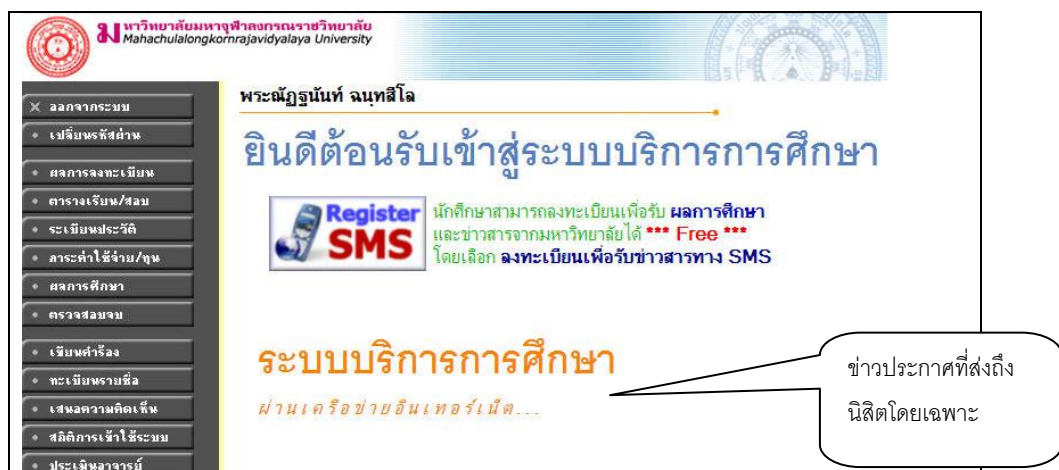 มหาวิทยาลัยมหาจุฬาลงกรณราชวิทยาลัย
Mahachulalongkornrajavidyalaya University
พระณัฏฐนันท์ ฉนฺทสีโล
X ออกจากระบบ
เปลี่ยนรหัสผ่าน
ผลการลงทะเบียน
ตารางเรียน/สอบ
ระเบียนประวัติ
ภาระค่าใช้จ่าย/ทุน
ผลการศึกษา
ตรวจสอบจบ
เขียนคำร้อง
ทะเบียนรายชื่อ
เสนอความคิดเห็น
สถิติการเข้าใช้ระบบ
ประเมินอาจารย์
ยินดีต้อนรับเข้าสู่ระบบบริการการศึกษา
Register
SMS
นักศึกษาสามารถลงทะเบียนเพื่อรับ ผลการศึกษา
และข่าวสารจากมหาวิทาลัยได้ *** Free ***
โดยเลือก ลงทะเบียนเพื่อรับข่าวสารทาง SMS
ระบบบริการการศึกษา
ผ่านเครือข่ายอินเทอร์เน็ต...
ข่าวประกาศที่ส่งถึง
นิสิตโดยเฉพาะ